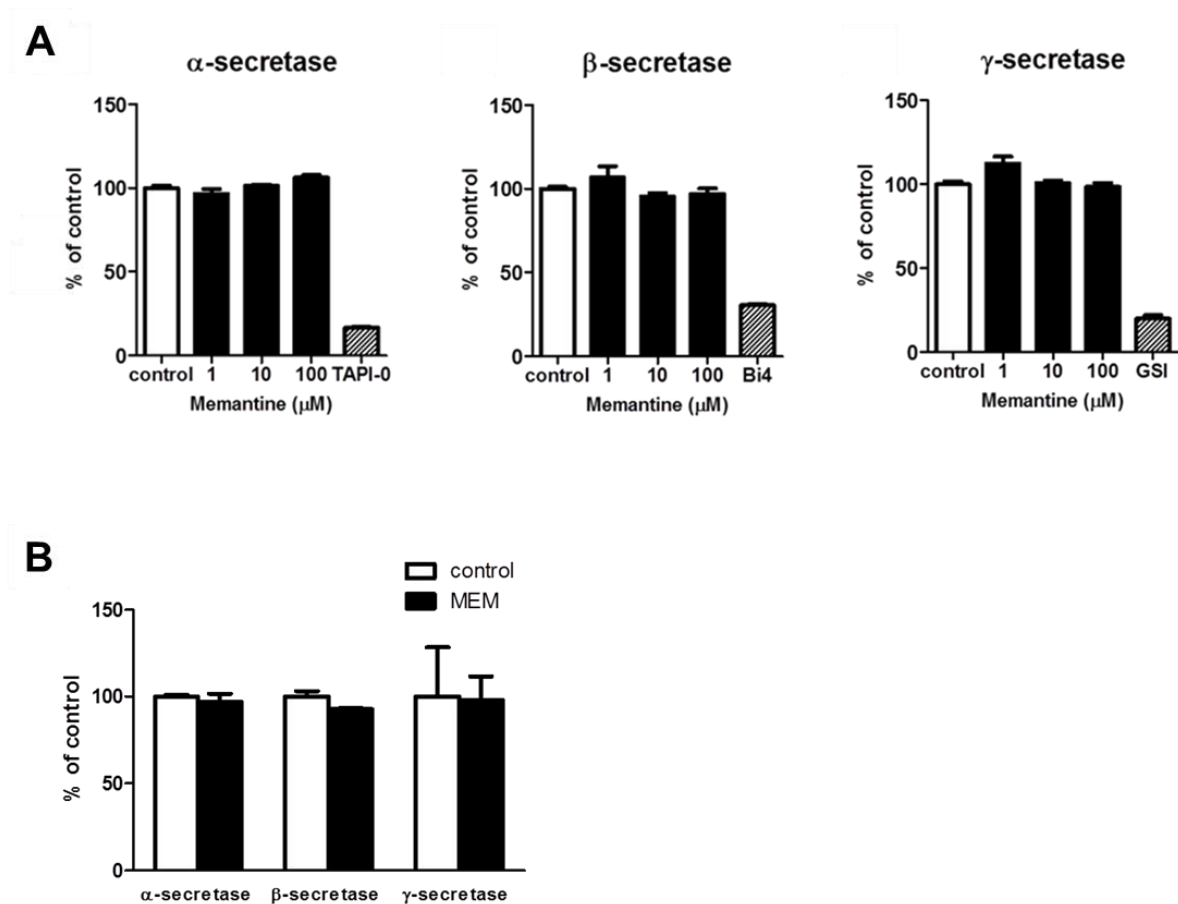 A
α-secretase
150
100
50
0
% of control
control 1 10 100 TAPI-0
Memantine (μM)
β-secretase
150
100
50
0
% of control
control 1 10 100 Bi4
Memantine (μM)
γ-secretase
150
100
50
0
% of control
control 1 10 100 GSI
Memantine (μM)
B
control
MEM
150
100
50
0
% of control
α-secretase β-secretase γ-secretase